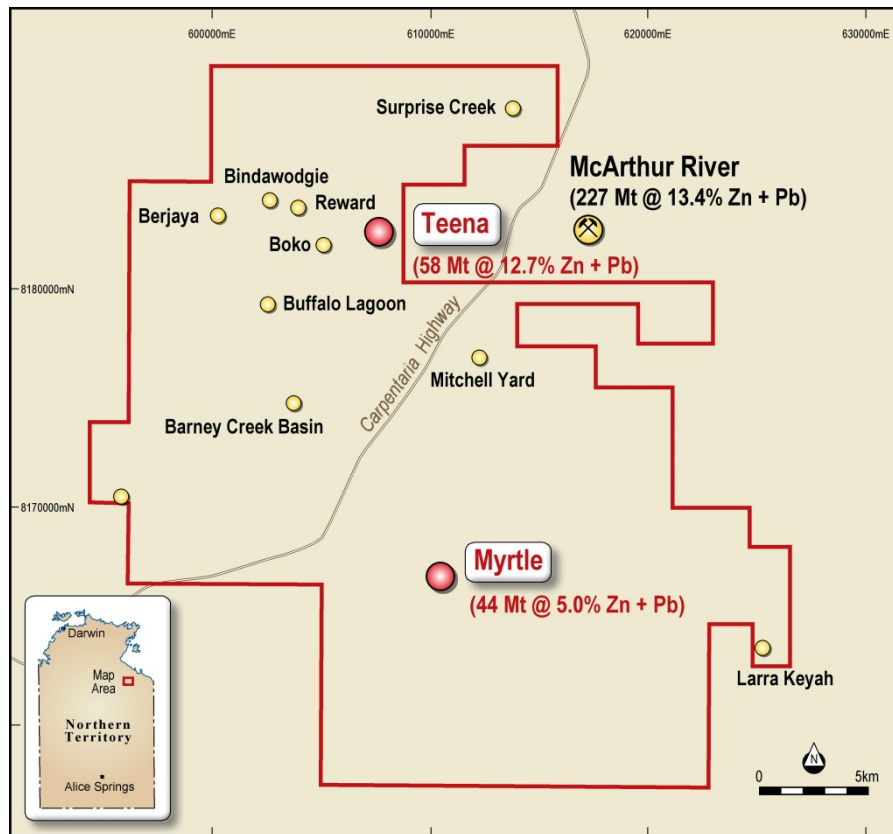 600000mE
610000mE
620000mE
630000mE
Surprise Creek
McArthur River
(227 Mt @ 13.4% Zn + Pb)
Bindawodgie
Reward
Berjaya
Teena
Boko
(58 Mt @ 12.7% Zn + Pb)
8180000mN
Buffalo Lagoon
Carpentaria Highway
Mitchell Yard
Barney Creek Basin
8170000mN
Myrtle
(44 Mt @ 5.0% Zn + Pb)
Larra Keyah
Darwin
Map
Area
Northern
Territory
Alice Springs
N
0
5km